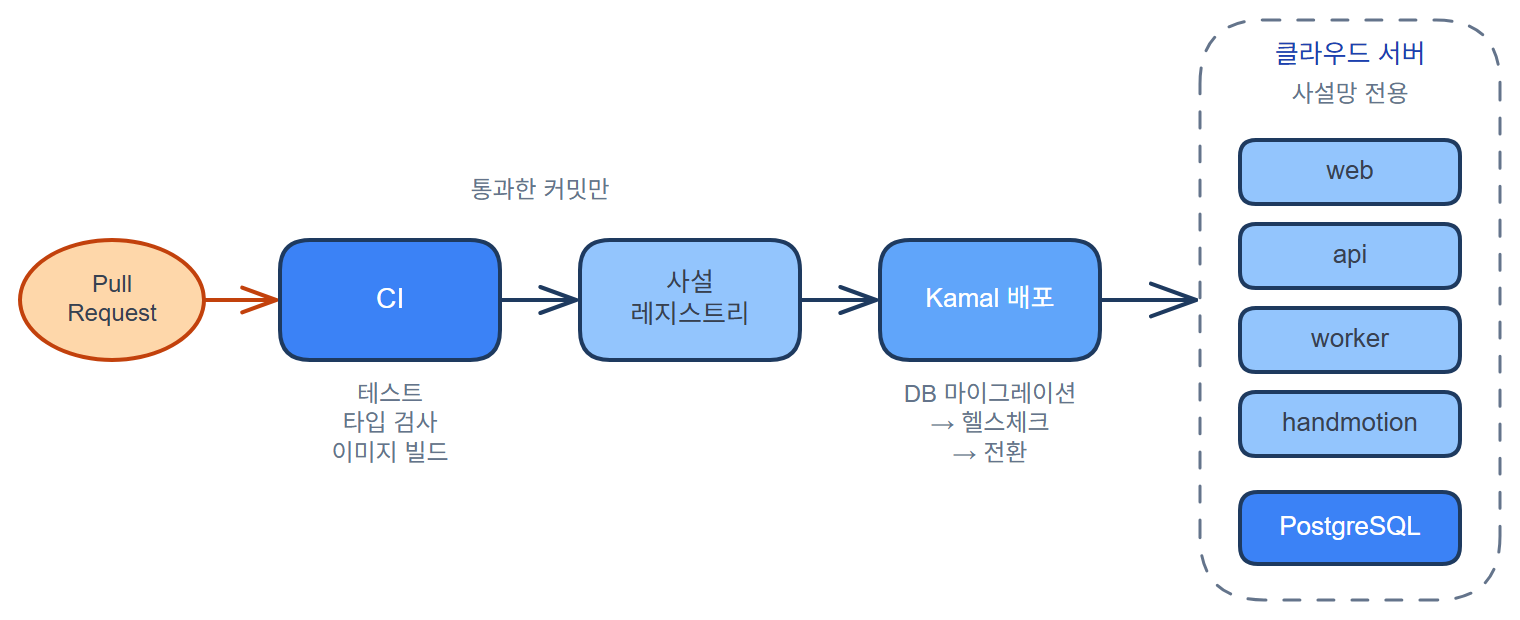 클라우드 서버
사설망 전용
web
api
worker
handmotion
PostgreSQL
통과한 커밋만
Pull
Request
CI
사설
레지스트리
Kamal 배포
테스트
타입 검사
이미지 빌드
DB 마이그레이션
→ 헬스체크
→ 전환